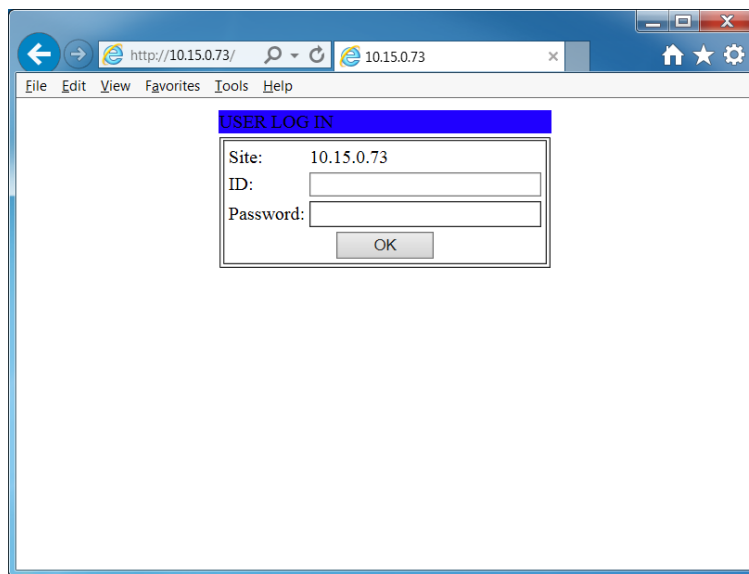 http://10.15.0.73/
10.15.0.73
File Edit View Favorites Tools Help
USER LOG IN
Site: 10.15.0.73
ID:
Password:
OK